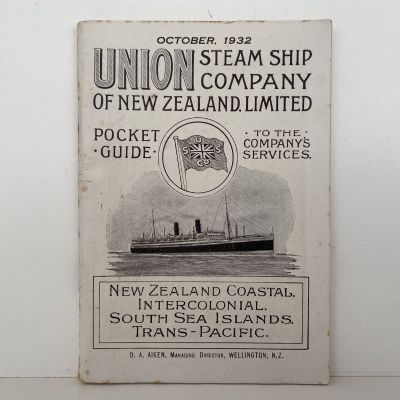 OCTOBER, 1932
UNION STEAM SHIP
COMPANY
OF NEW ZEALAND, LIMITED
POCKET
· GUIDE ·
U
S S
CO
· TO THE ·
COMPANY'S
SERVICES.
NEW ZEALAND COASTAL,
INTERCOLONIAL,
SOUTH SEA ISLANDS,
TRANS-PACIFIC.
D. A. AIKEN, MANAGING DIRECTOR, WELLINGTON, N.Z.